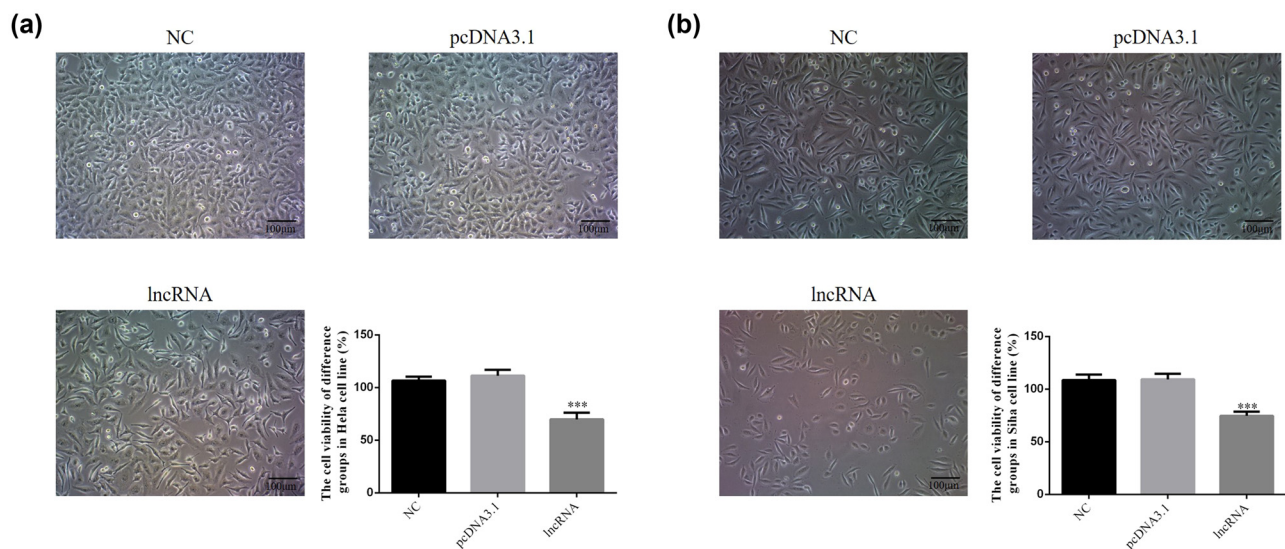 (a)
NC
pcDNA3.1
100μm
100μm
lncRNA
100μm
The cell viability of difference
groups in Hela cell line (%)
150
100
50
0
***
NC
pcDNA3.1
lncRNA
(b)
NC
pcDNA3.1
100μm
100μm
lncRNA
100μm
The cell viability of difference
groups in Siha cell line (%)
150
100
50
0
***
NC
pcDNA3.1
lncRNA